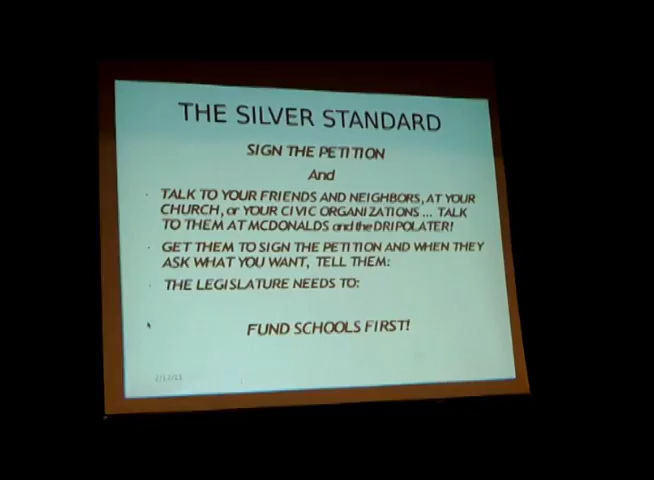 THE SILVER STANDARD
SIGN THE PETITION
And
TALK TO YOUR FRIENDS AND NEIGHBORS, AT YOUR
CHURCH, or YOUR CIVIC ORGANIZATIONS ... TALK
TO THEM AT MCDONALDS and the DRIPOLATER!
GET THEM TO SIGN THE PETITION AND WHEN THEY
ASK WHAT YOU WANT, TELL THEM:
THE LEGISLATURE NEEDS TO:
FUND SCHOOLS FIRST!